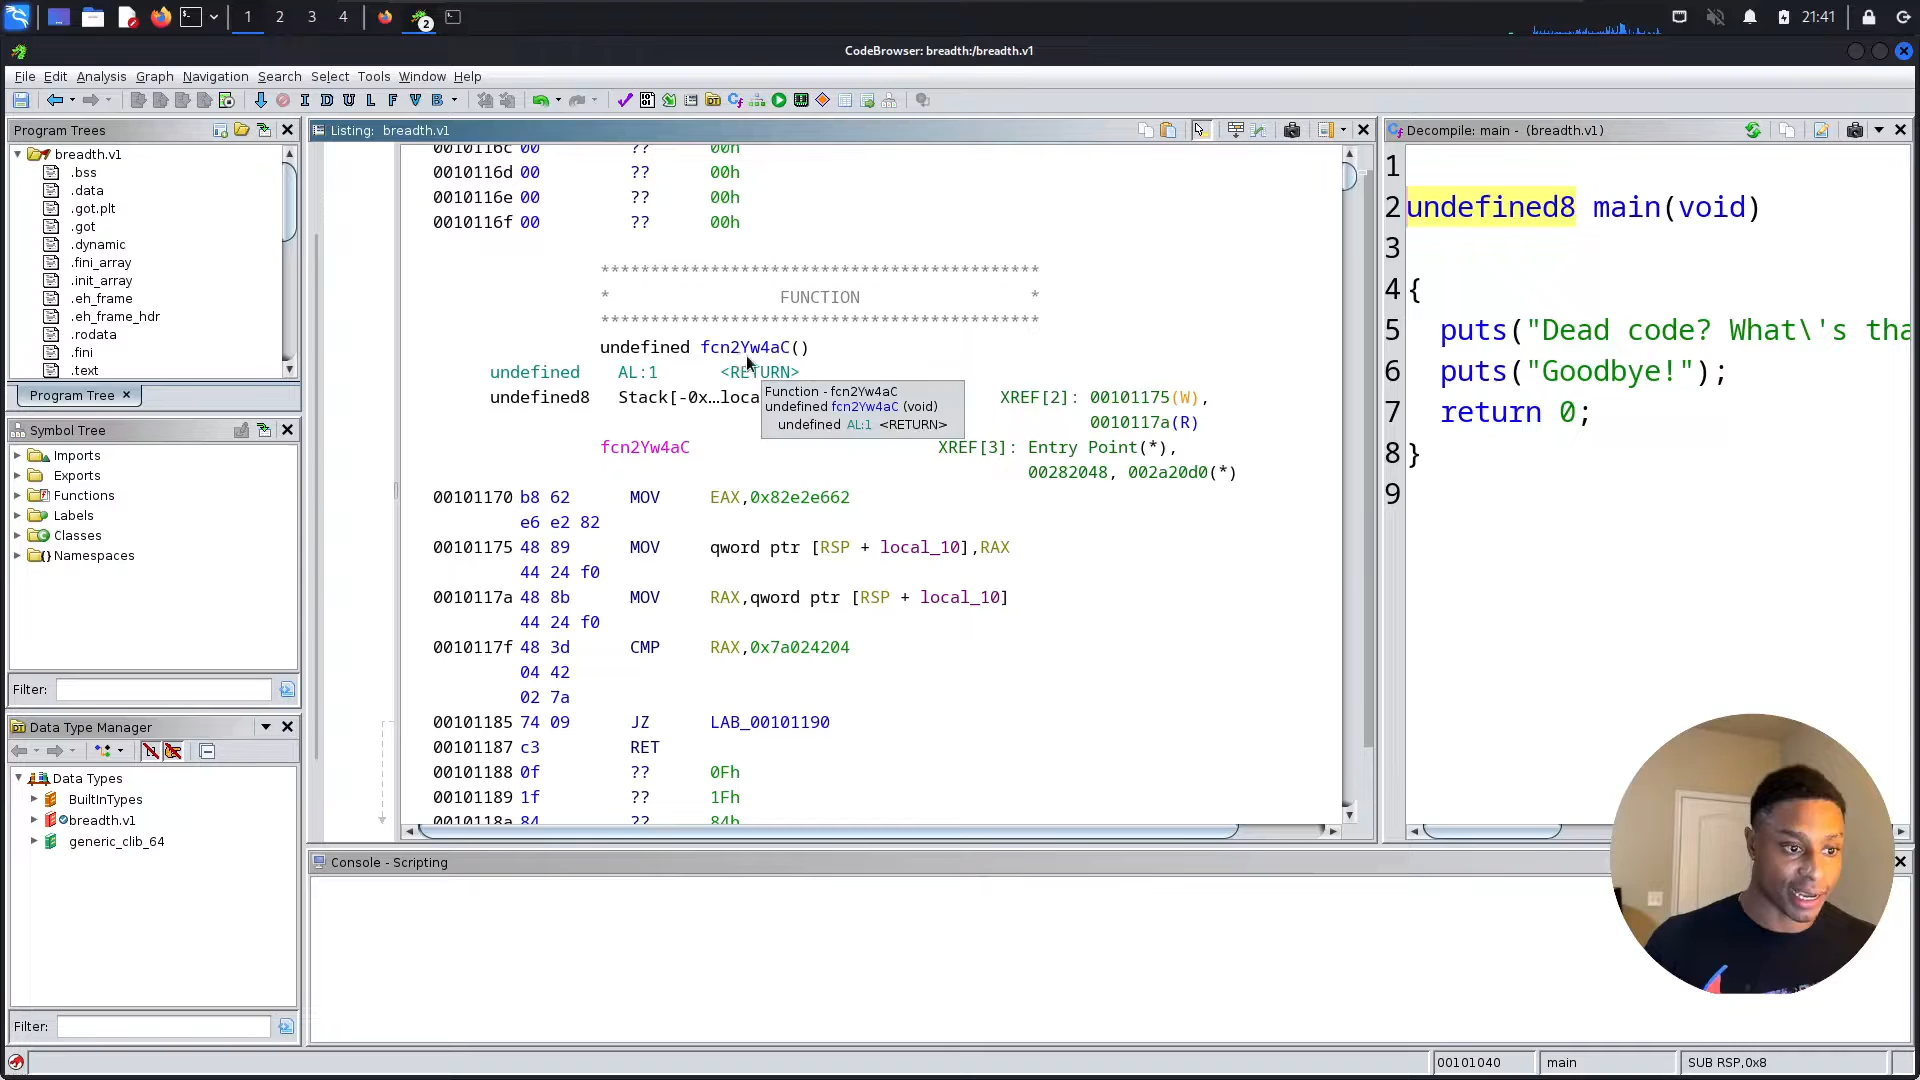 1
2
3
4
2
21:41
CodeBrowser: breadth:/breadth.v1
File Edit Analysis Graph Navigation Search Select Tools Window Help
I D U L F V B
Program Trees
breadth.v1
.bss
.data
.got.plt
.got
.dynamic
.fini_array
.init_array
.eh_frame
.eh_frame_hdr
.rodata
.fini
.text
Program Tree ×
Symbol Tree
Imports
Exports
Functions
Labels
Classes
Namespaces
Filter:
Data Type Manager
Data Types
BuiltInTypes
breadth.v1
generic_clib_64
Filter:
Listing: breadth.v1
0010116c 00 ?? 00h
0010116d 00 ?? 00h
0010116e 00 ?? 00h
0010116f 00 ?? 00h
********************************************
* FUNCTION *
********************************************
undefined fcn2Yw4aC()
undefined AL:1 <RETURN>
undefined8 Stack[-0x...loca XREF[2]: 00101175(W),
0010117a(R)
Function - fcn2Yw4aC
undefined fcn2Yw4aC (void)
undefined AL:1 <RETURN>
fcn2Yw4aC XREF[3]: Entry Point(*),
00282048, 002a20d0(*)
00101170 b8 62 MOV EAX,0x82e2e662
e6 e2 82
00101175 48 89 MOV qword ptr [RSP + local_10],RAX
44 24 f0
0010117a 48 8b MOV RAX,qword ptr [RSP + local_10]
44 24 f0
0010117f 48 3d CMP RAX,0x7a024204
04 42
02 7a
00101185 74 09 JZ LAB_00101190
00101187 c3 RET
00101188 0f ?? 0Fh
00101189 1f ?? 1Fh
0010118a 84 ?? 84h
Decompile: main - (breadth.v1)
1
2 undefined8 main(void)
3
4 {
5 puts("Dead code? What\'s tha
6 puts("Goodbye!");
7 return 0;
8 }
9
Console - Scripting
00101040
main
SUB RSP,0x8